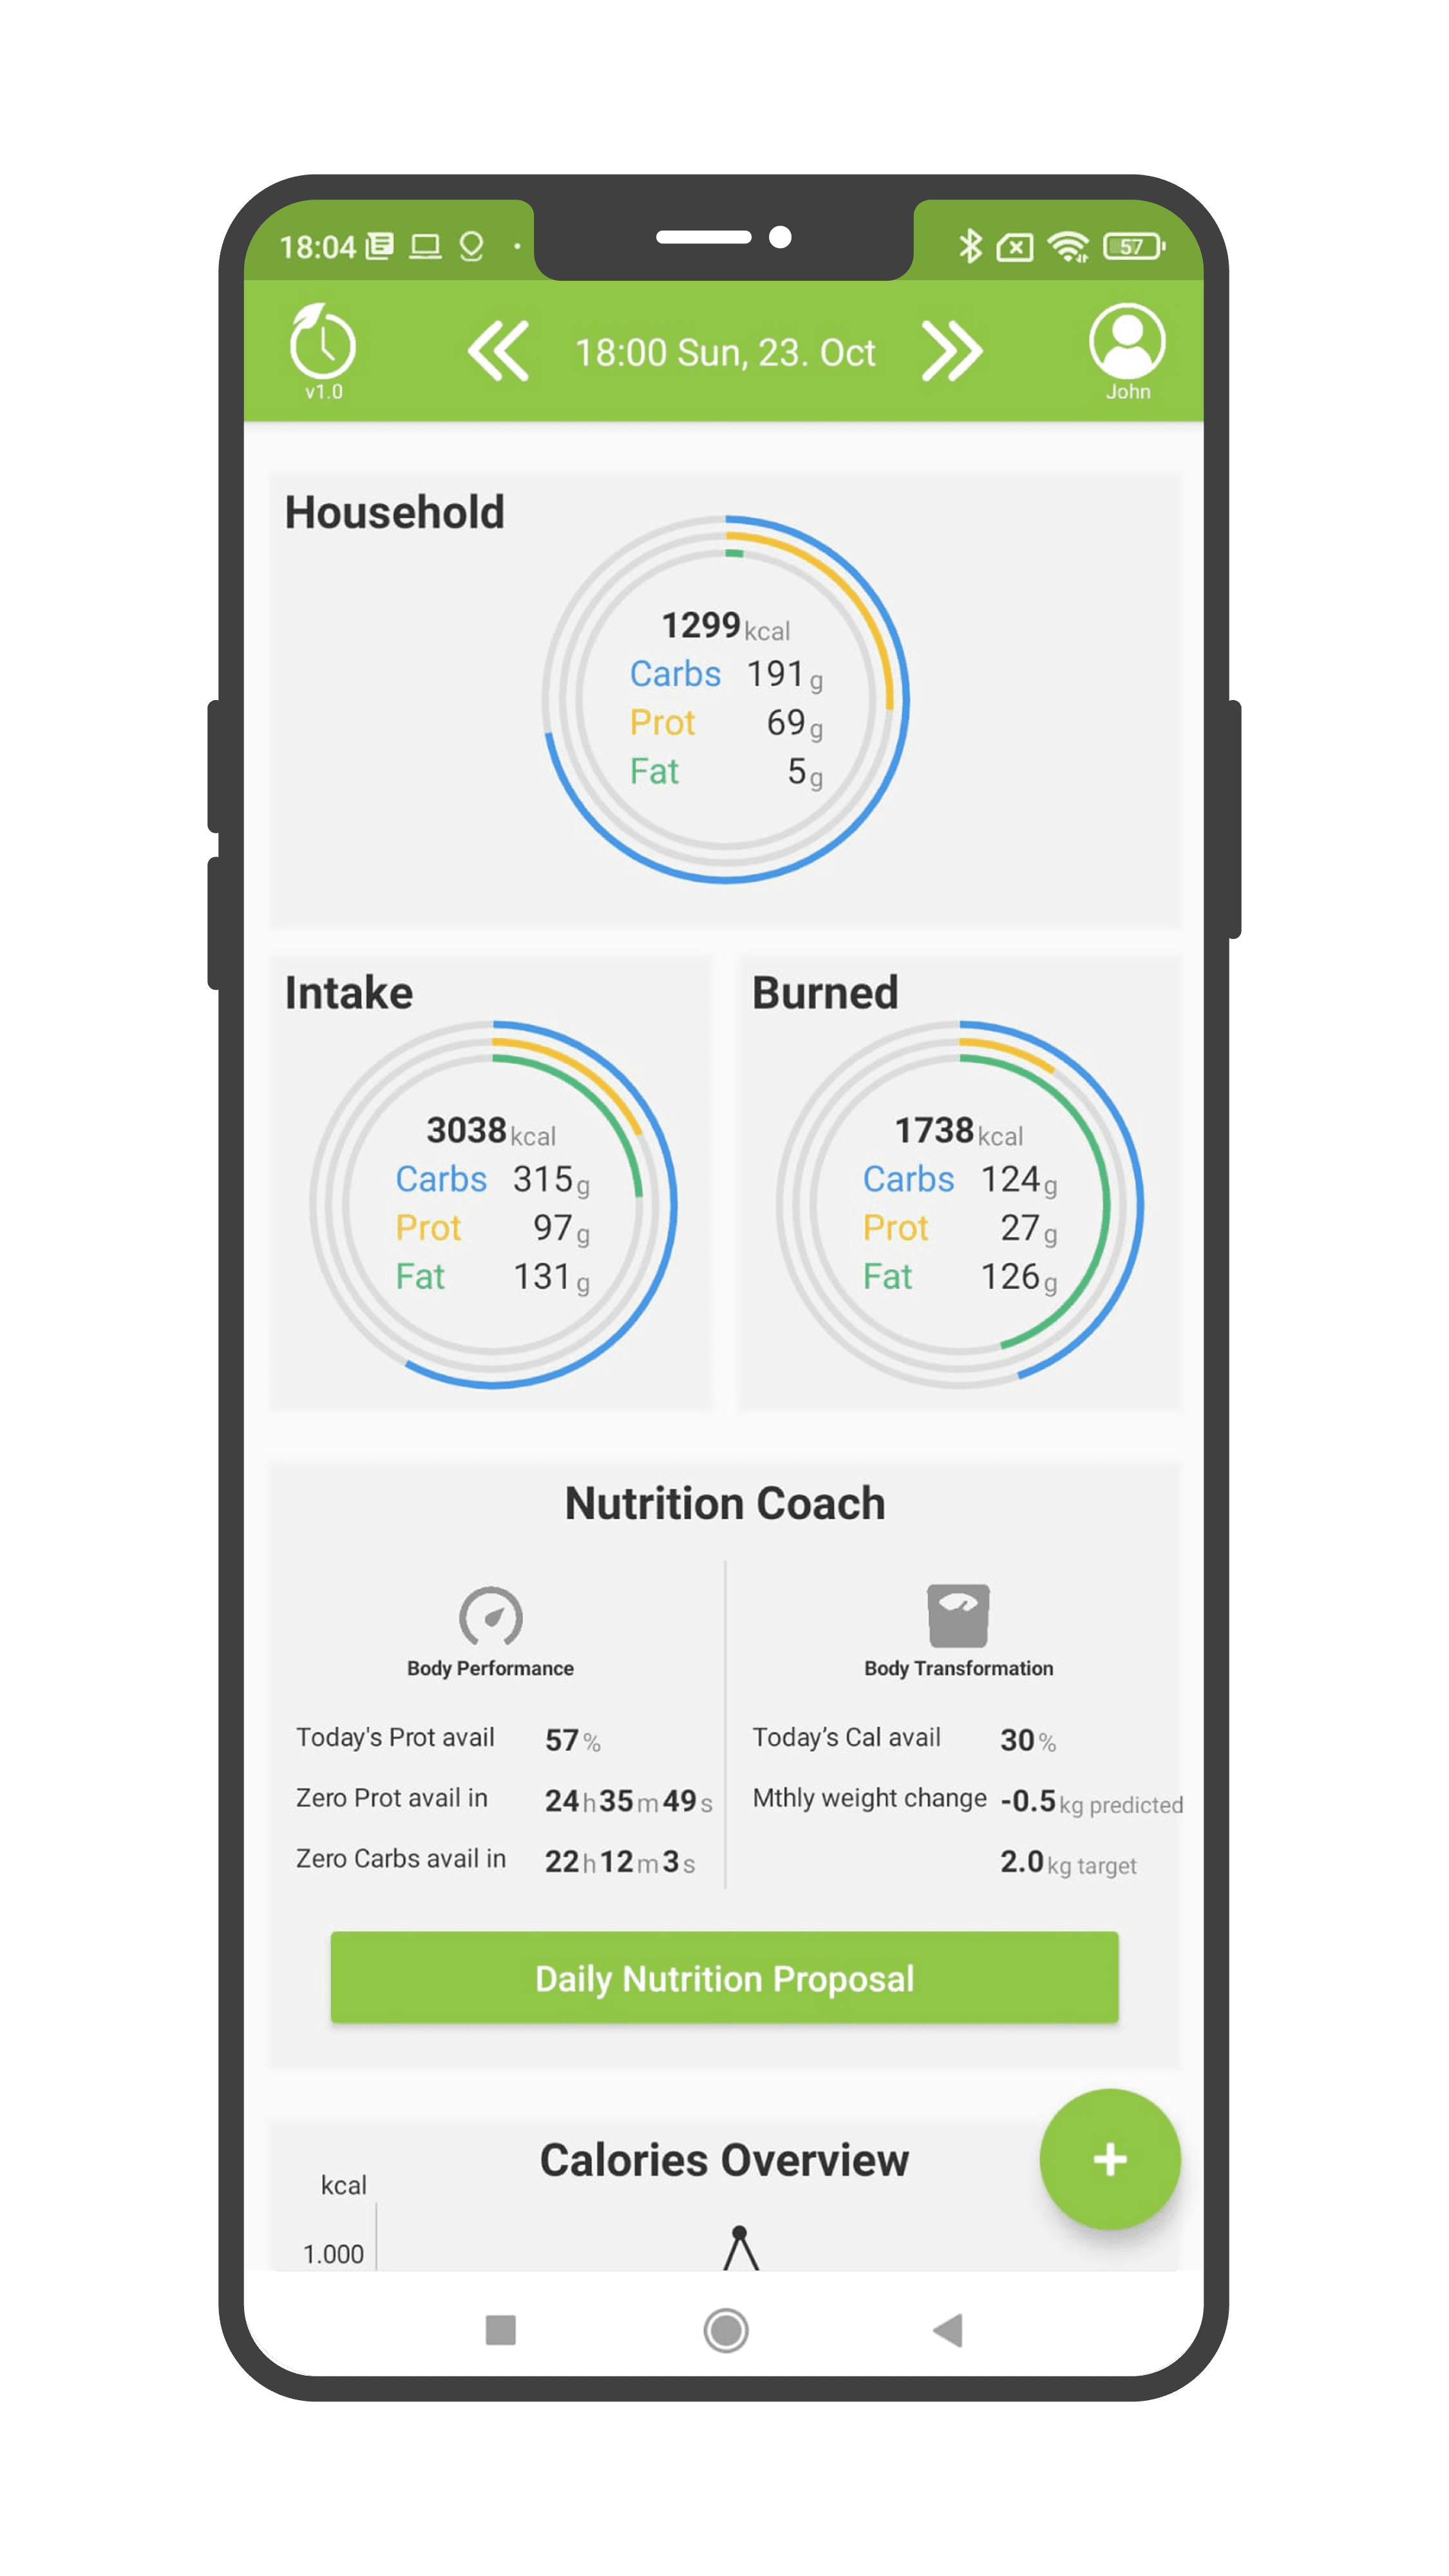 18:04
57
v1.0
18:00 Sun, 23. Oct
John
Household
1299 kcal
Carbs 191 g
Prot 69 g
Fat 5 g
Intake
3038 kcal
Carbs 315 g
Prot 97 g
Fat 131 g
Burned
1738 kcal
Carbs 124 g
Prot 27 g
Fat 126 g
Nutrition Coach
Body Performance
Today's Prot avail 57 %
Zero Prot avail in 24 h 35 m 49 s
Zero Carbs avail in 22 h 12 m 3 s
Body Transformation
Today’s Cal avail 30 %
Mthly weight change -0.5 kg predicted
2.0 kg target
Daily Nutrition Proposal
Calories Overview
kcal
1.000